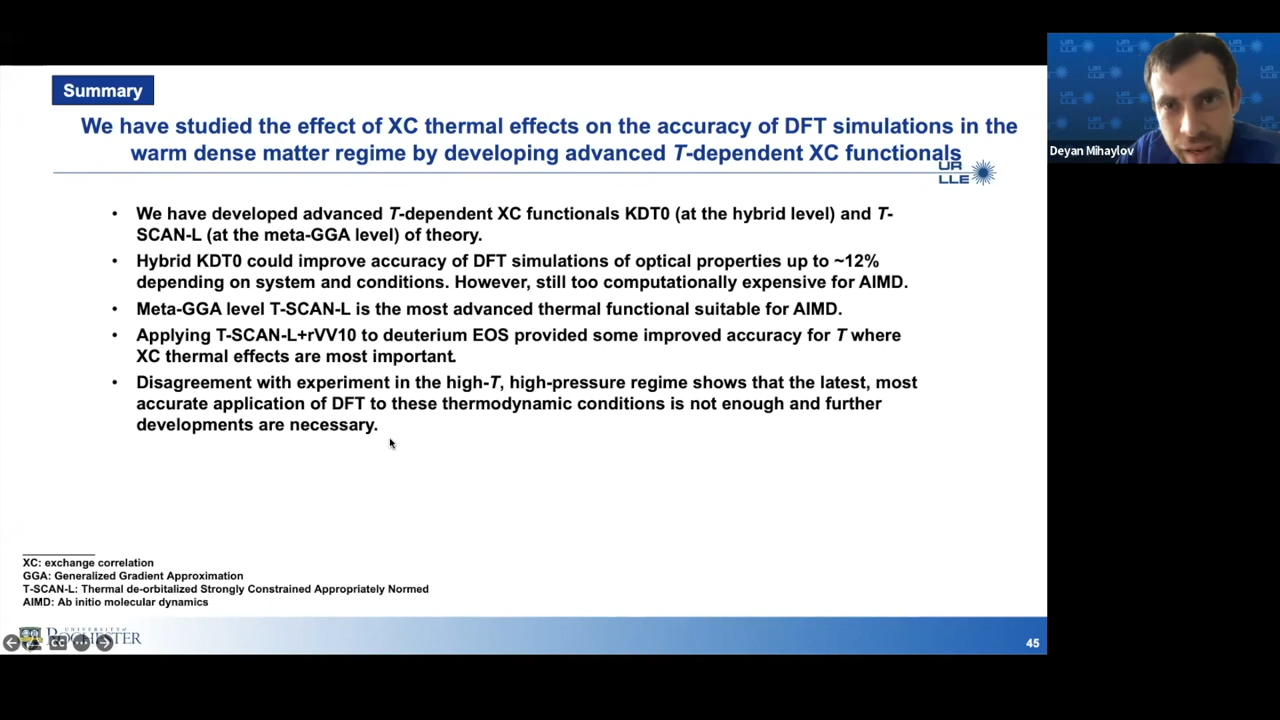 Summary
We have studied the effect of XC thermal effects on the accuracy of DFT simulations in the
warm dense matter regime by developing advanced T-dependent XC functionals
UR
LLE
• We have developed advanced T-dependent XC functionals KDT0 (at the hybrid level) and T-
SCAN-L (at the meta-GGA level) of theory.
• Hybrid KDT0 could improve accuracy of DFT simulations of optical properties up to ~12%
depending on system and conditions. However, still too computationally expensive for AIMD.
• Meta-GGA level T-SCAN-L is the most advanced thermal functional suitable for AIMD.
• Applying T-SCAN-L+rVV10 to deuterium EOS provided some improved accuracy for T where
XC thermal effects are most important.
• Disagreement with experiment in the high-T, high-pressure regime shows that the latest, most
accurate application of DFT to these thermodynamic conditions is not enough and further
developments are necessary.
XC: exchange correlation
GGA: Generalized Gradient Approximation
T-SCAN-L: Thermal de-orbitalized Strongly Constrained Appropriately Normed
AIMD: Ab initio molecular dynamics
UNIVERSITY of
ROCHESTER
CC
45
Deyan Mihaylov